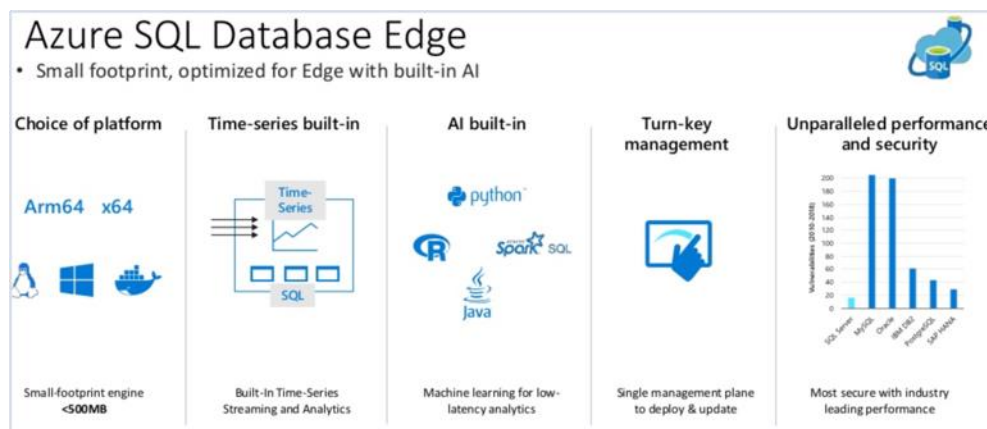 Azure SQL Database Edge
• Small footprint, optimized for Edge with built-in AI
SQL
Choice of platform
Arm64 x64
Small-footprint engine
<500MB
Time-series built-in
Time-
Series
SQL
Built-In Time-Series
Streaming and Analytics
AI built-in
python
R
APACHE
Spark SQL
Java
Machine learning for low-
latency analytics
Turn-key
management
Single management plane
to deploy & update
Unparalleled performance
and security
Vulnerabilities (2010-2018)
200
180
160
140
120
100
80
60
40
20
0
SQL Server
MySQL
Oracle
IBM DB2
PostgreSQL
SAP HANA
Most secure with industry
leading performance